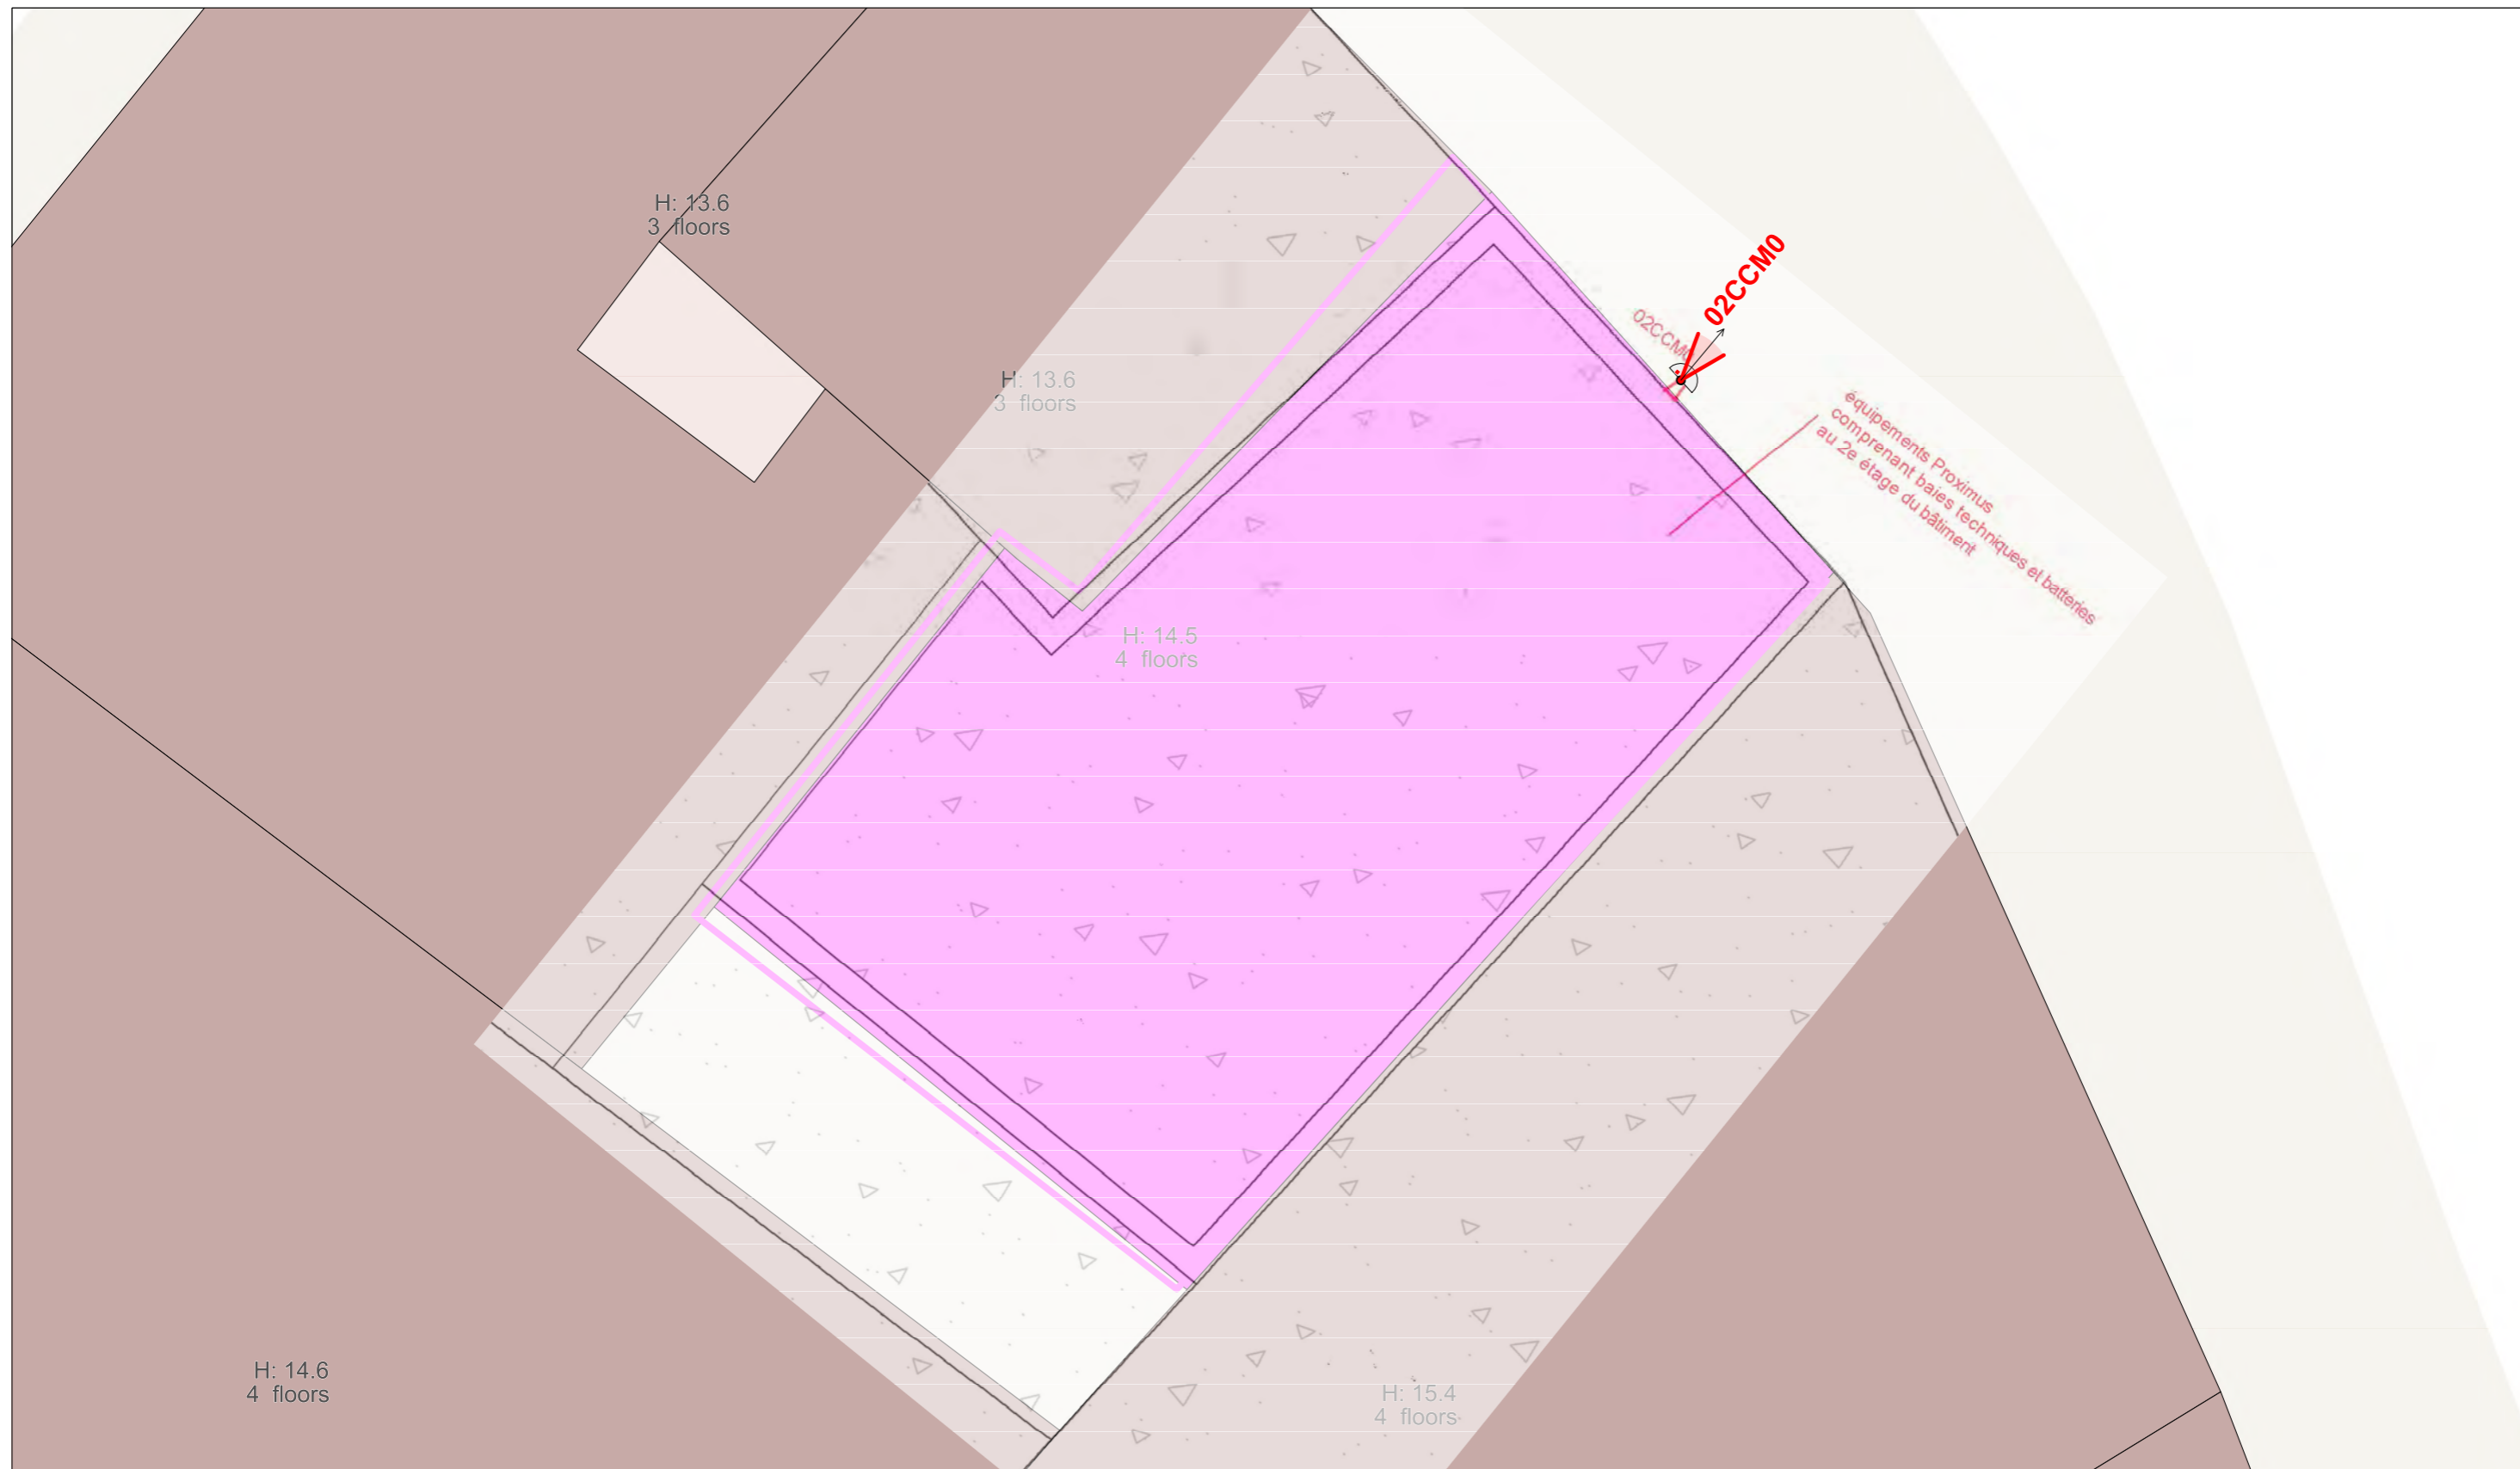 H: 13.6
3 floors
02CCM0
02CCM0
H: 13.6
3 floors
équipements Proximus
comprenant baies techniques et batteries
au 2e étage du bâtiment
H: 14.5
4 floors
H: 14.6
4 floors
H: 15.4
4 floors